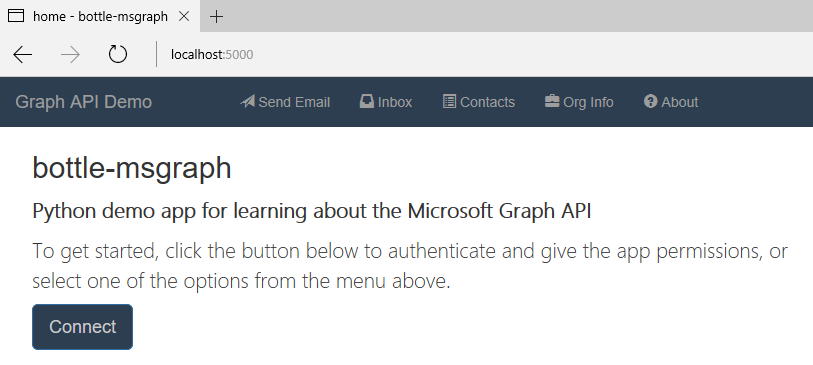 home - bottle-msgraph
localhost:5000
Graph API Demo Send Email Inbox Contacts Org Info About
bottle-msgraph
Python demo app for learning about the Microsoft Graph API
To get started, click the button below to authenticate and give the app permissions, or
select one of the options from the menu above.
Connect